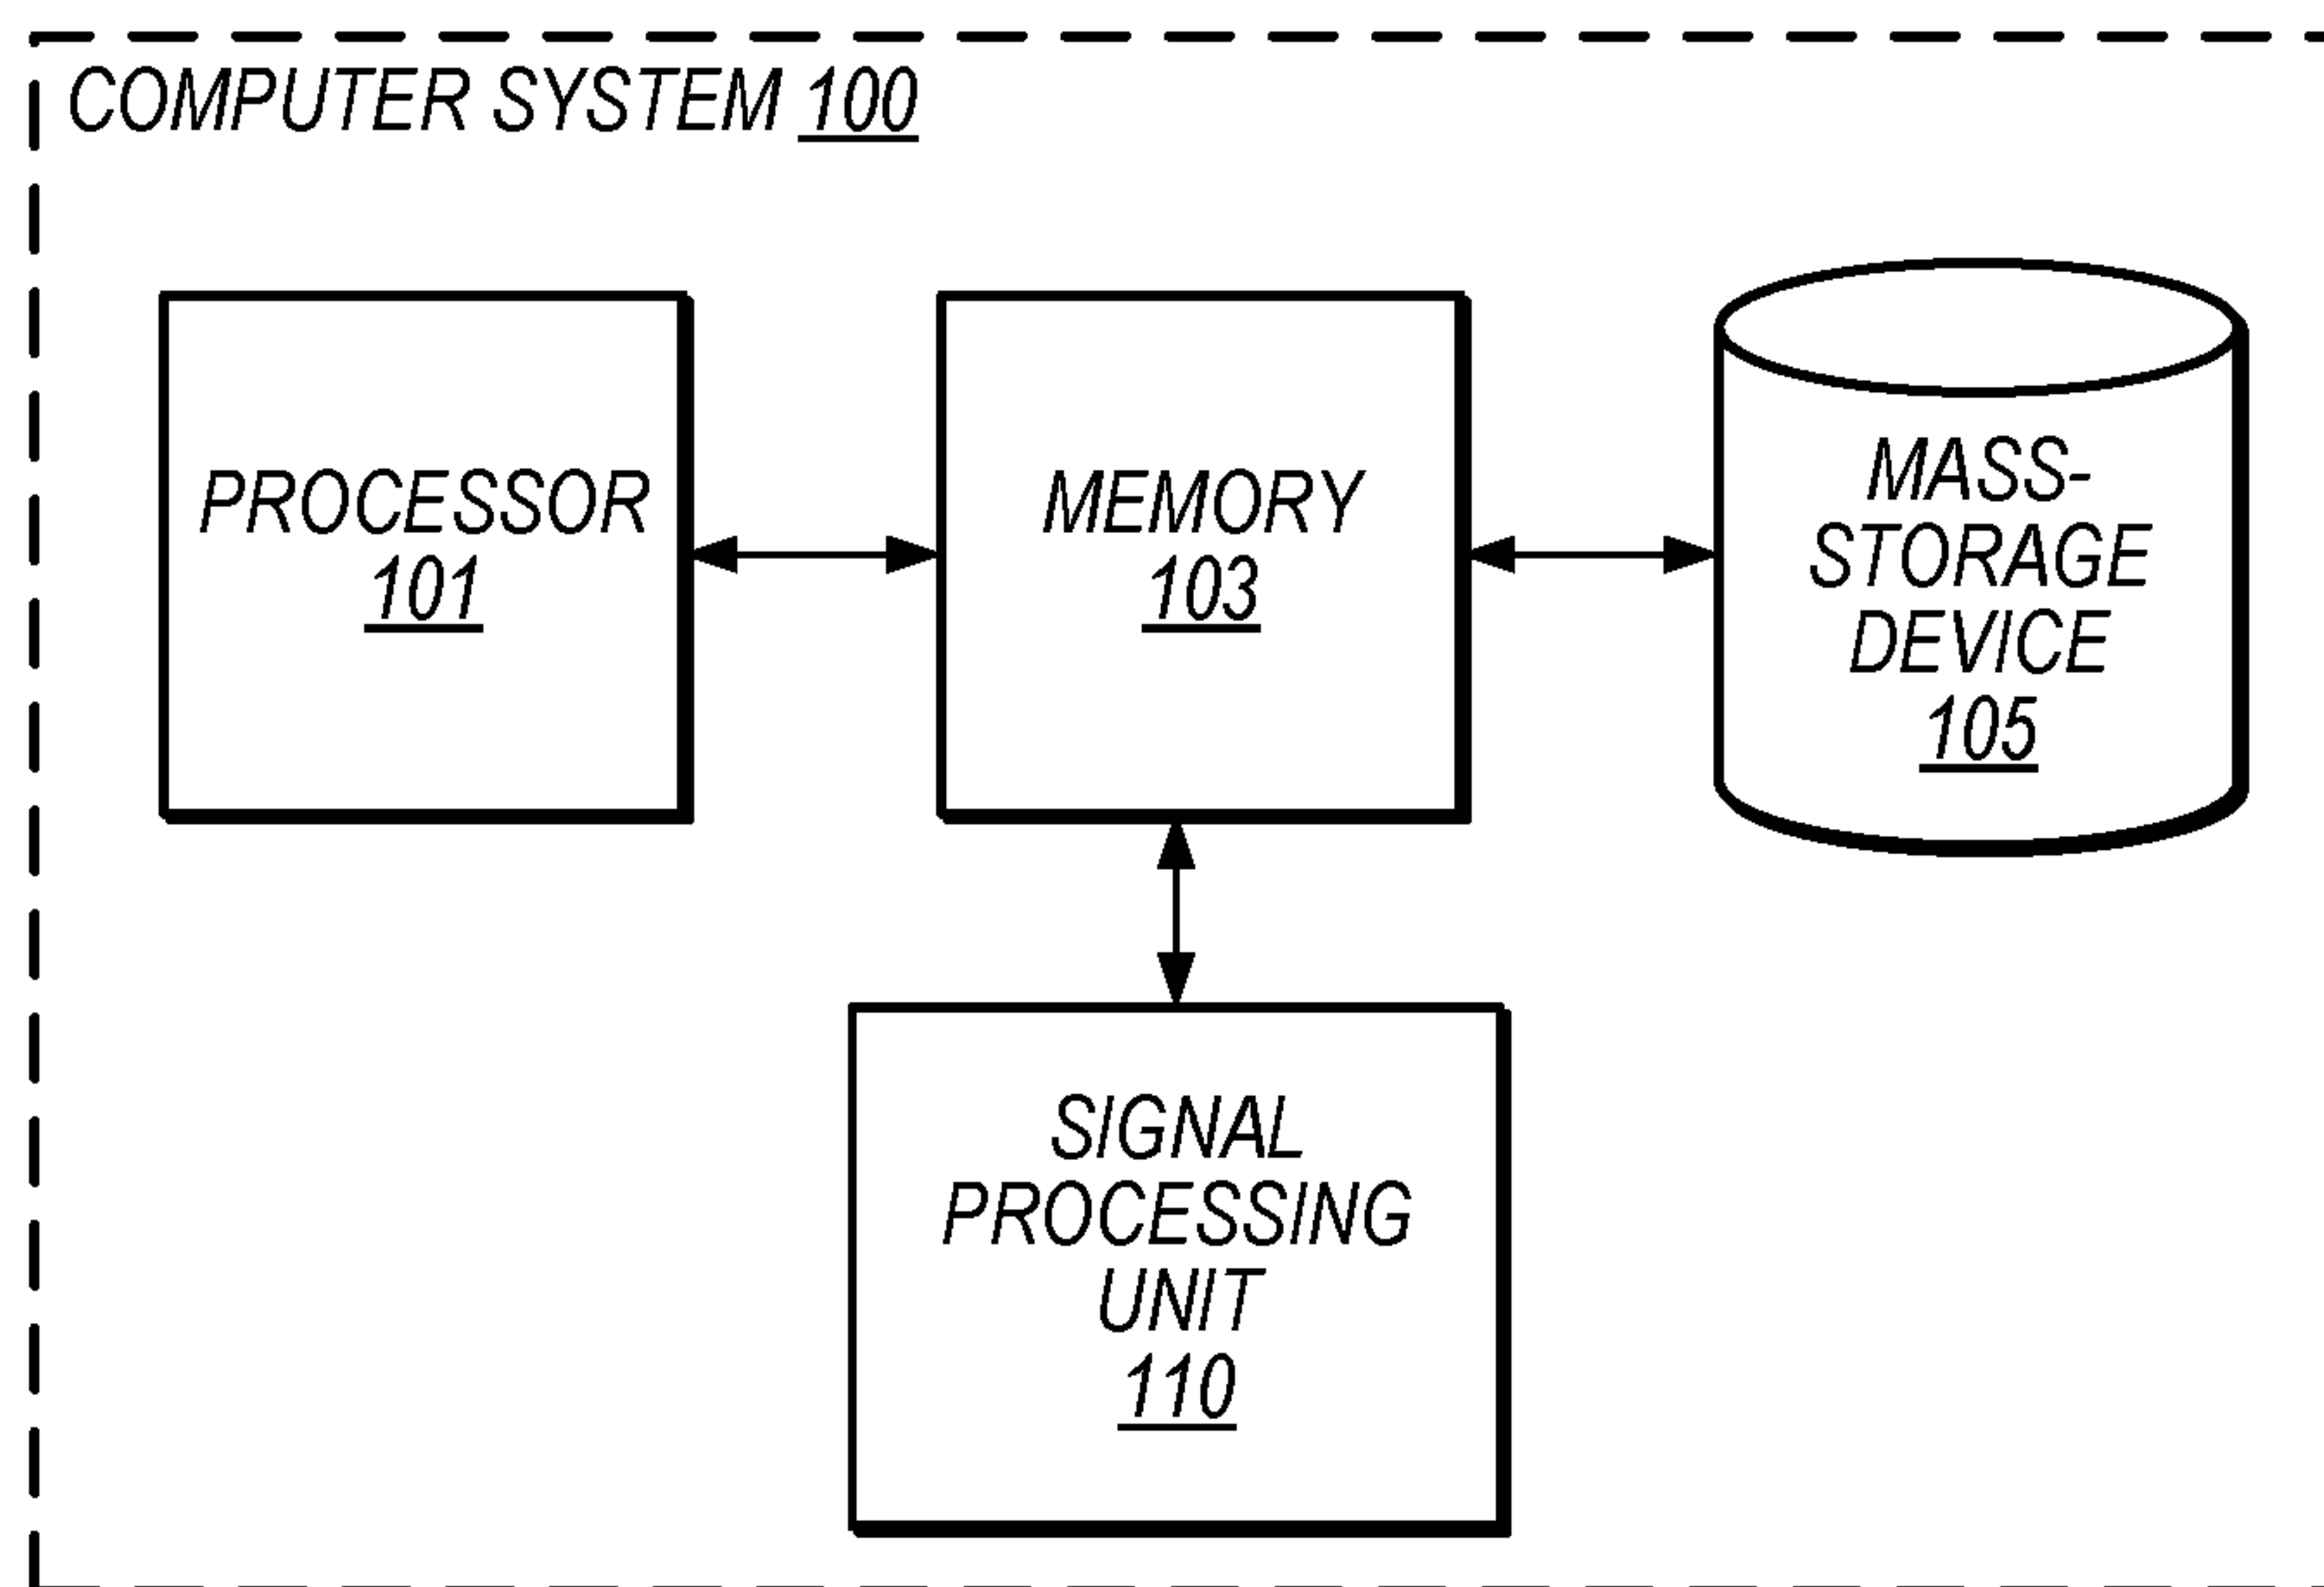 COMPUTER SYSTEM 100
PROCESSOR
101
MEMORY
103
MASS-
STORAGE
DEVICE
105
SIGNAL
PROCESSING
UNIT
110